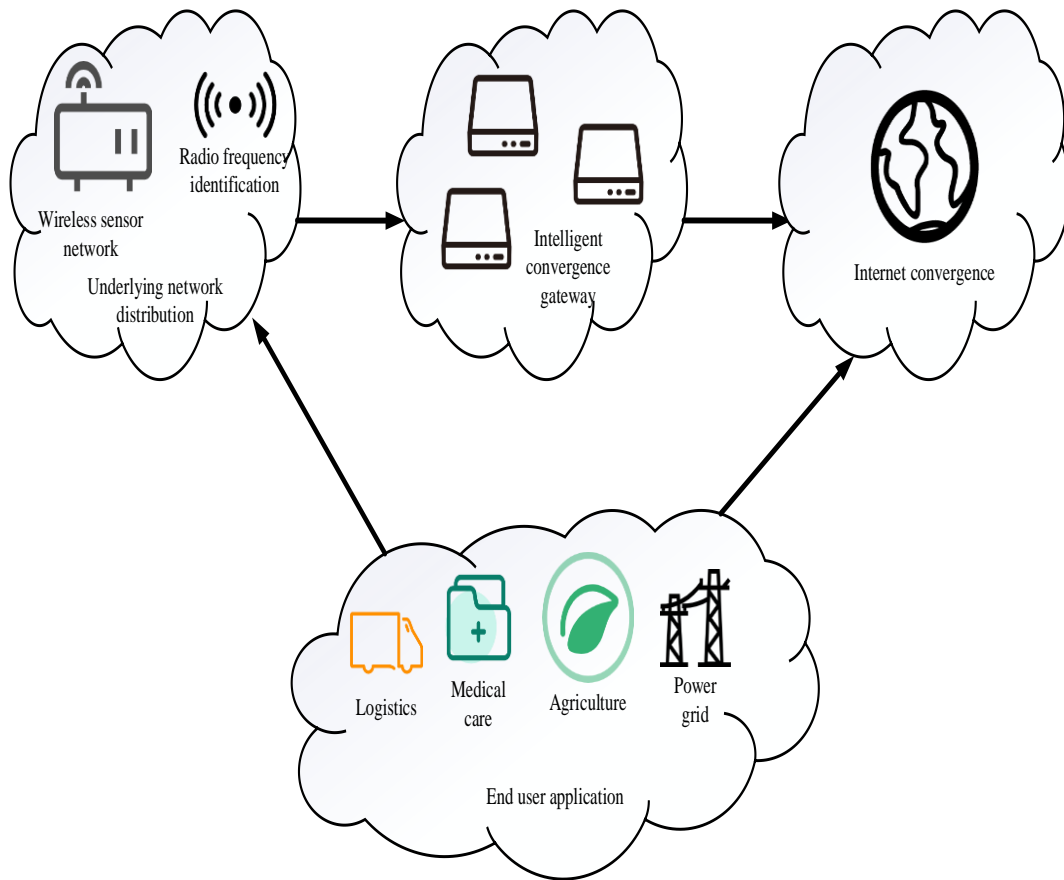 Radio frequency
identification
Wireless sensor
network
Underlying network
distribution
Intelligent
convergence
gateway
Internet convergence
Logistics
Medical
care
Agriculture
Power
grid
End user application